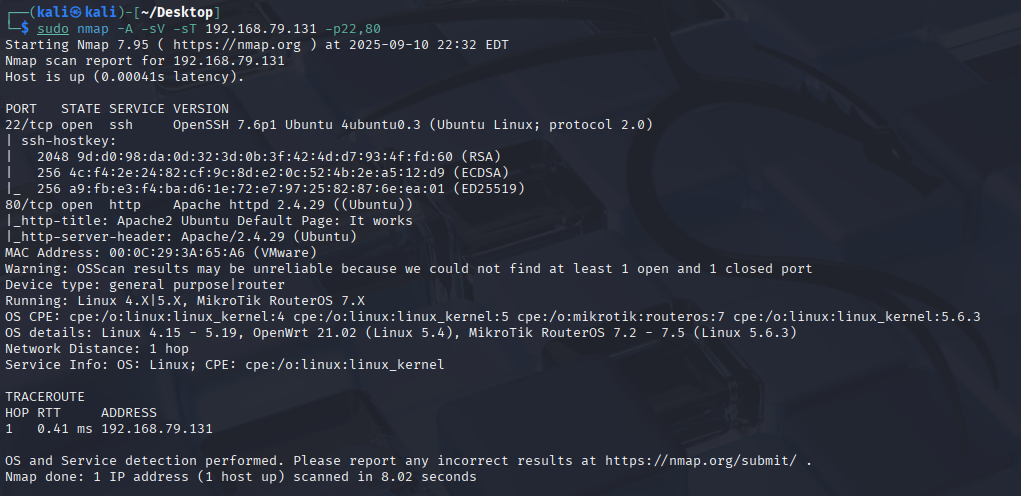 ┌──(kali㉿kali)-[~/Desktop]
└─$ sudo nmap -A -sV -sT 192.168.79.131 -p22,80
Starting Nmap 7.95 ( https://nmap.org ) at 2025-09-10 22:32 EDT
Nmap scan report for 192.168.79.131
Host is up (0.00041s latency).

PORT   STATE SERVICE VERSION
22/tcp open  ssh     OpenSSH 7.6p1 Ubuntu 4ubuntu0.3 (Ubuntu Linux; protocol 2.0)
| ssh-hostkey:
|   2048 9d:d0:98:da:0d:32:3d:0b:3f:42:4d:d7:93:4f:fd:60 (RSA)
|   256 4c:f4:2e:24:82:cf:9c:8d:e2:0c:52:4b:2e:a5:12:d9 (ECDSA)
|_  256 a9:fb:e3:f4:ba:d6:1e:72:e7:97:25:82:87:6e:ea:01 (ED25519)
80/tcp open  http    Apache httpd 2.4.29 ((Ubuntu))
|_http-title: Apache2 Ubuntu Default Page: It works
|_http-server-header: Apache/2.4.29 (Ubuntu)
MAC Address: 00:0C:29:3A:65:A6 (VMware)
Warning: OSScan results may be unreliable because we could not find at least 1 open and 1 closed port
Device type: general purpose|router
Running: Linux 4.X|5.X, MikroTik RouterOS 7.X
OS CPE: cpe:/o:linux:linux_kernel:4 cpe:/o:linux:linux_kernel:5 cpe:/o:mikrotik:routeros:7 cpe:/o:linux:linux_kernel:5.6.3
OS details: Linux 4.15 - 5.19, OpenWrt 21.02 (Linux 5.4), MikroTik RouterOS 7.2 - 7.5 (Linux 5.6.3)
Network Distance: 1 hop
Service Info: OS: Linux; CPE: cpe:/o:linux:linux_kernel

TRACEROUTE
HOP RTT     ADDRESS
1   0.41 ms 192.168.79.131

OS and Service detection performed. Please report any incorrect results at https://nmap.org/submit/ .
Nmap done: 1 IP address (1 host up) scanned in 8.02 seconds